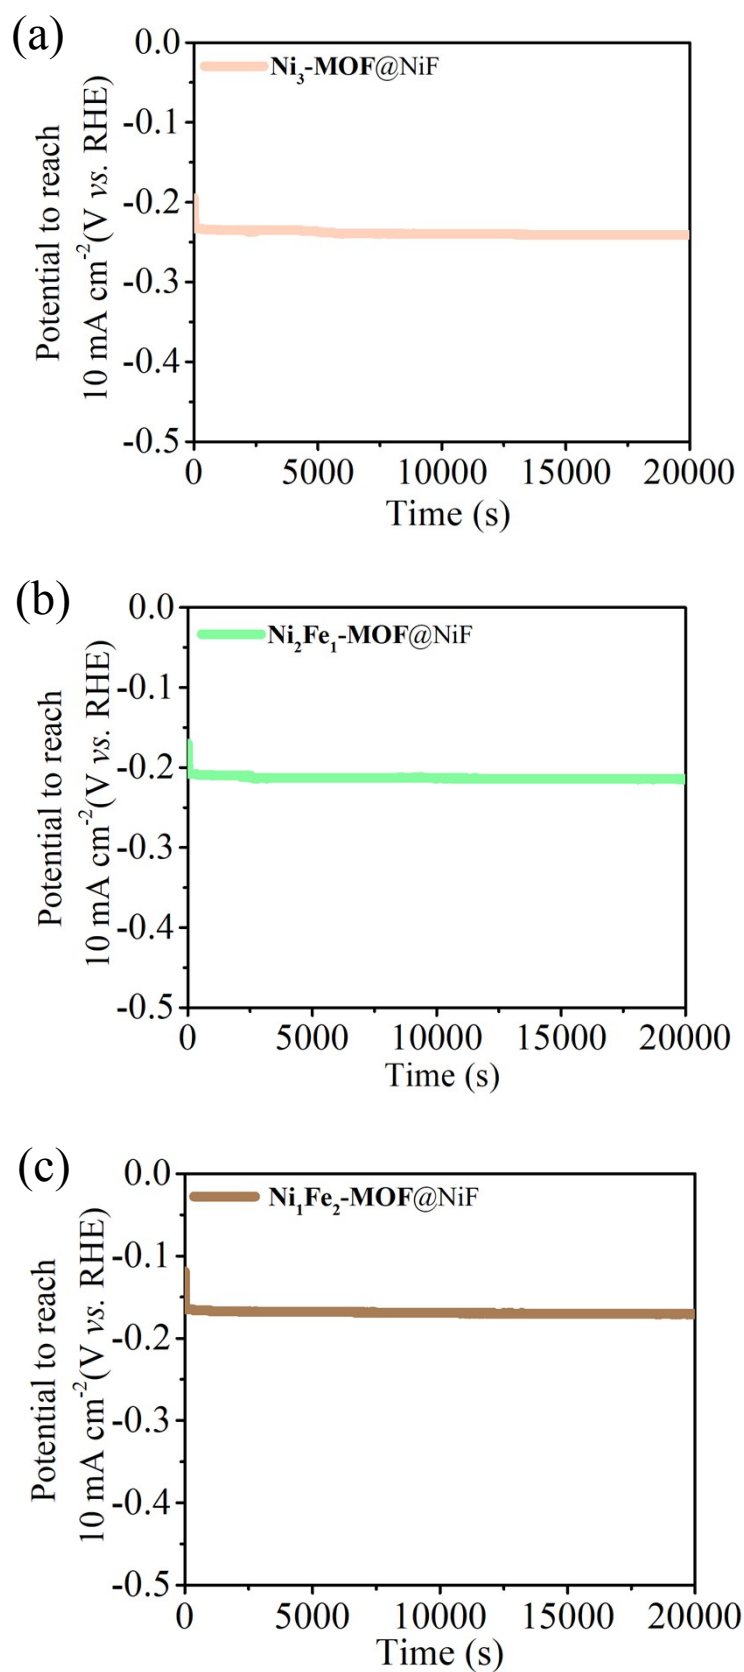 (a)
Ni₃-MOF@NiF
Potential to reach
10 mA cm⁻²(V vs. RHE)
0.0
-0.1
-0.2
-0.3
-0.4
-0.5
0 5000 10000 15000 20000
Time (s)
(b)
Ni₂Fe₁-MOF@NiF
Potential to reach
10 mA cm⁻²(V vs. RHE)
0.0
-0.1
-0.2
-0.3
-0.4
-0.5
0 5000 10000 15000 20000
Time (s)
(c)
Ni₁Fe₂-MOF@NiF
Potential to reach
10 mA cm⁻²(V vs. RHE)
0.0
-0.1
-0.2
-0.3
-0.4
-0.5
0 5000 10000 15000 20000
Time (s)